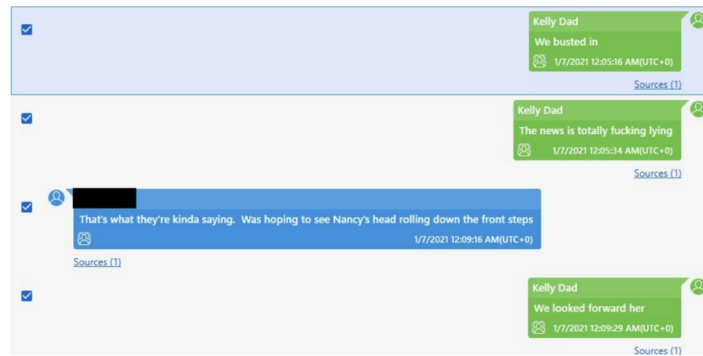 Kelly Dad
We busted in
1/7/2021 12:05:16 AM(UTC+0)
Sources (1)
Kelly Dad
The news is totally fucking lying
1/7/2021 12:05:34 AM(UTC+0)
Sources (1)
That's what they're kinda saying. Was hoping to see Nancy's head rolling down the front steps
1/7/2021 12:09:16 AM(UTC+0)
Sources (1)
Kelly Dad
We looked forward her
1/7/2021 12:09:29 AM(UTC+0)
Sources (1)